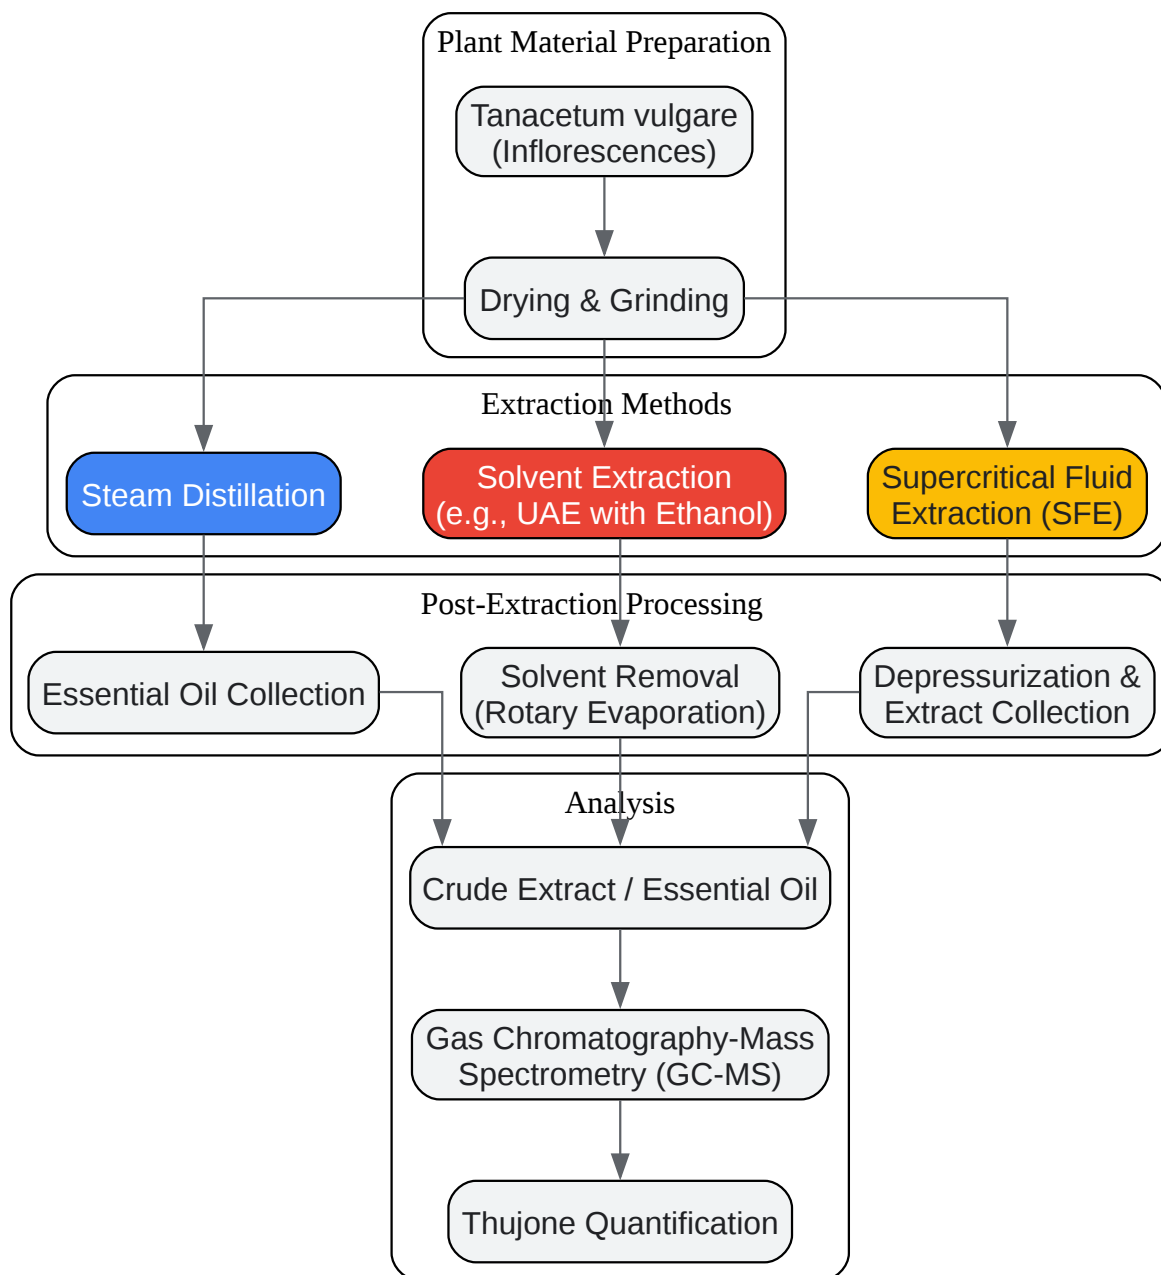 Plant Material Preparation
Tanacetum vulgare
(Inflorescences)
Drying & Grinding
Extraction Methods
Steam Distillation
Solvent Extraction
(e.g., UAE with Ethanol)
Supercritical Fluid
Extraction (SFE)
Post-Extraction Processing
Essential Oil Collection
Solvent Removal
(Rotary Evaporation)
Depressurization &
Extract Collection
Analysis
Crude Extract / Essential Oil
Gas Chromatography-Mass
Spectrometry (GC-MS)
Thujone Quantification